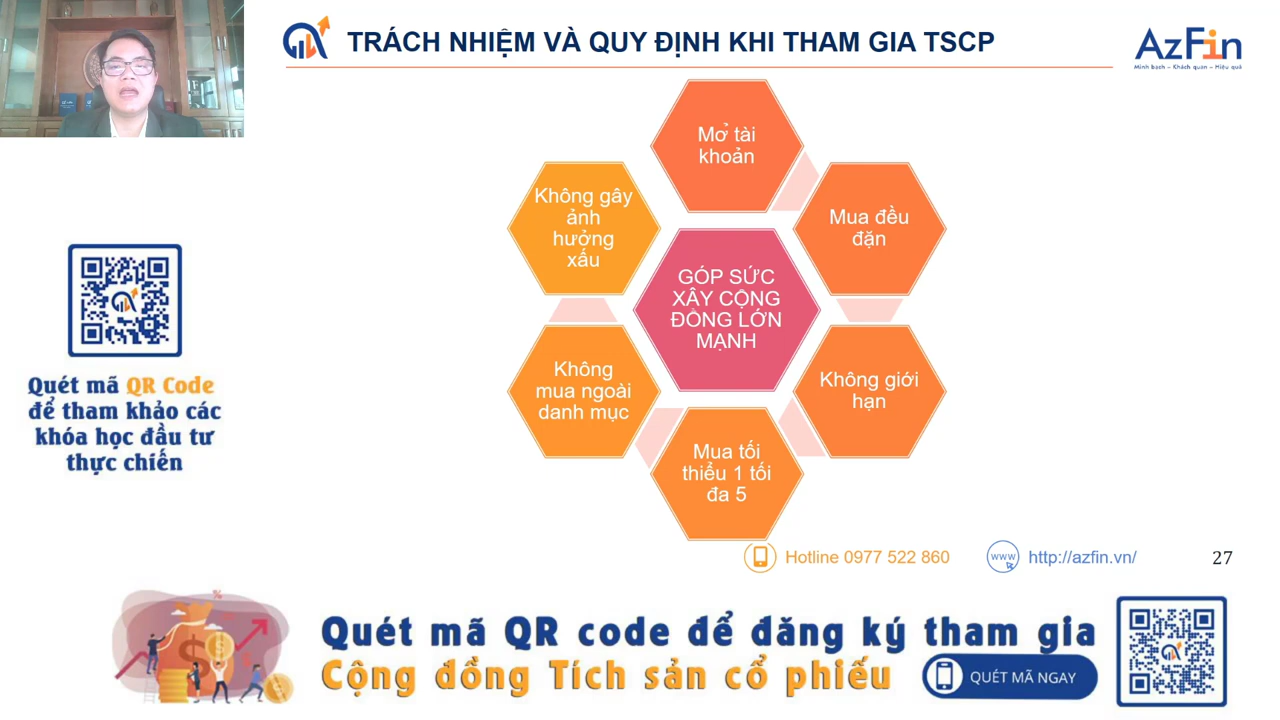 TRÁCH NHIỆM VÀ QUY ĐỊNH KHI THAM GIA TSCP
AzFin
Minh bạch – Khách quan – Hiệu quả
Mở tài
khoản
Mua đều
đặn
Không giới
hạn
Mua tối
thiểu 1 tối
đa 5
Không
mua ngoài
danh mục
Không gây
ảnh
hưởng
xấu
GÓP SỨC
XÂY CỘNG
ĐỒNG LỚN
MẠNH
Quét mã QR Code
để tham khảo các
khóa học đầu tư
thực chiến
Hotline 0977 522 860
www
http://azfin.vn/
27
Quét mã QR code để đăng ký tham gia
Cộng đồng Tích sản cổ phiếu
QUÉT MÃ NGAY